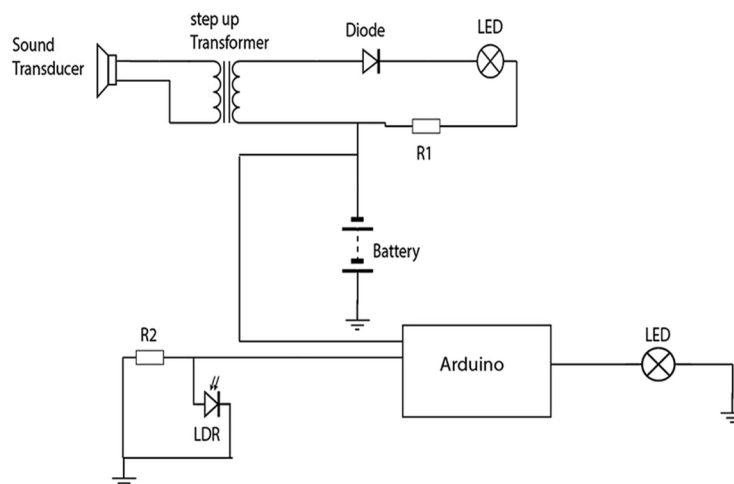 step up
Transformer
Diode
LED
Sound
Transducer
R1
Battery
R2
LED
Arduino
LDR